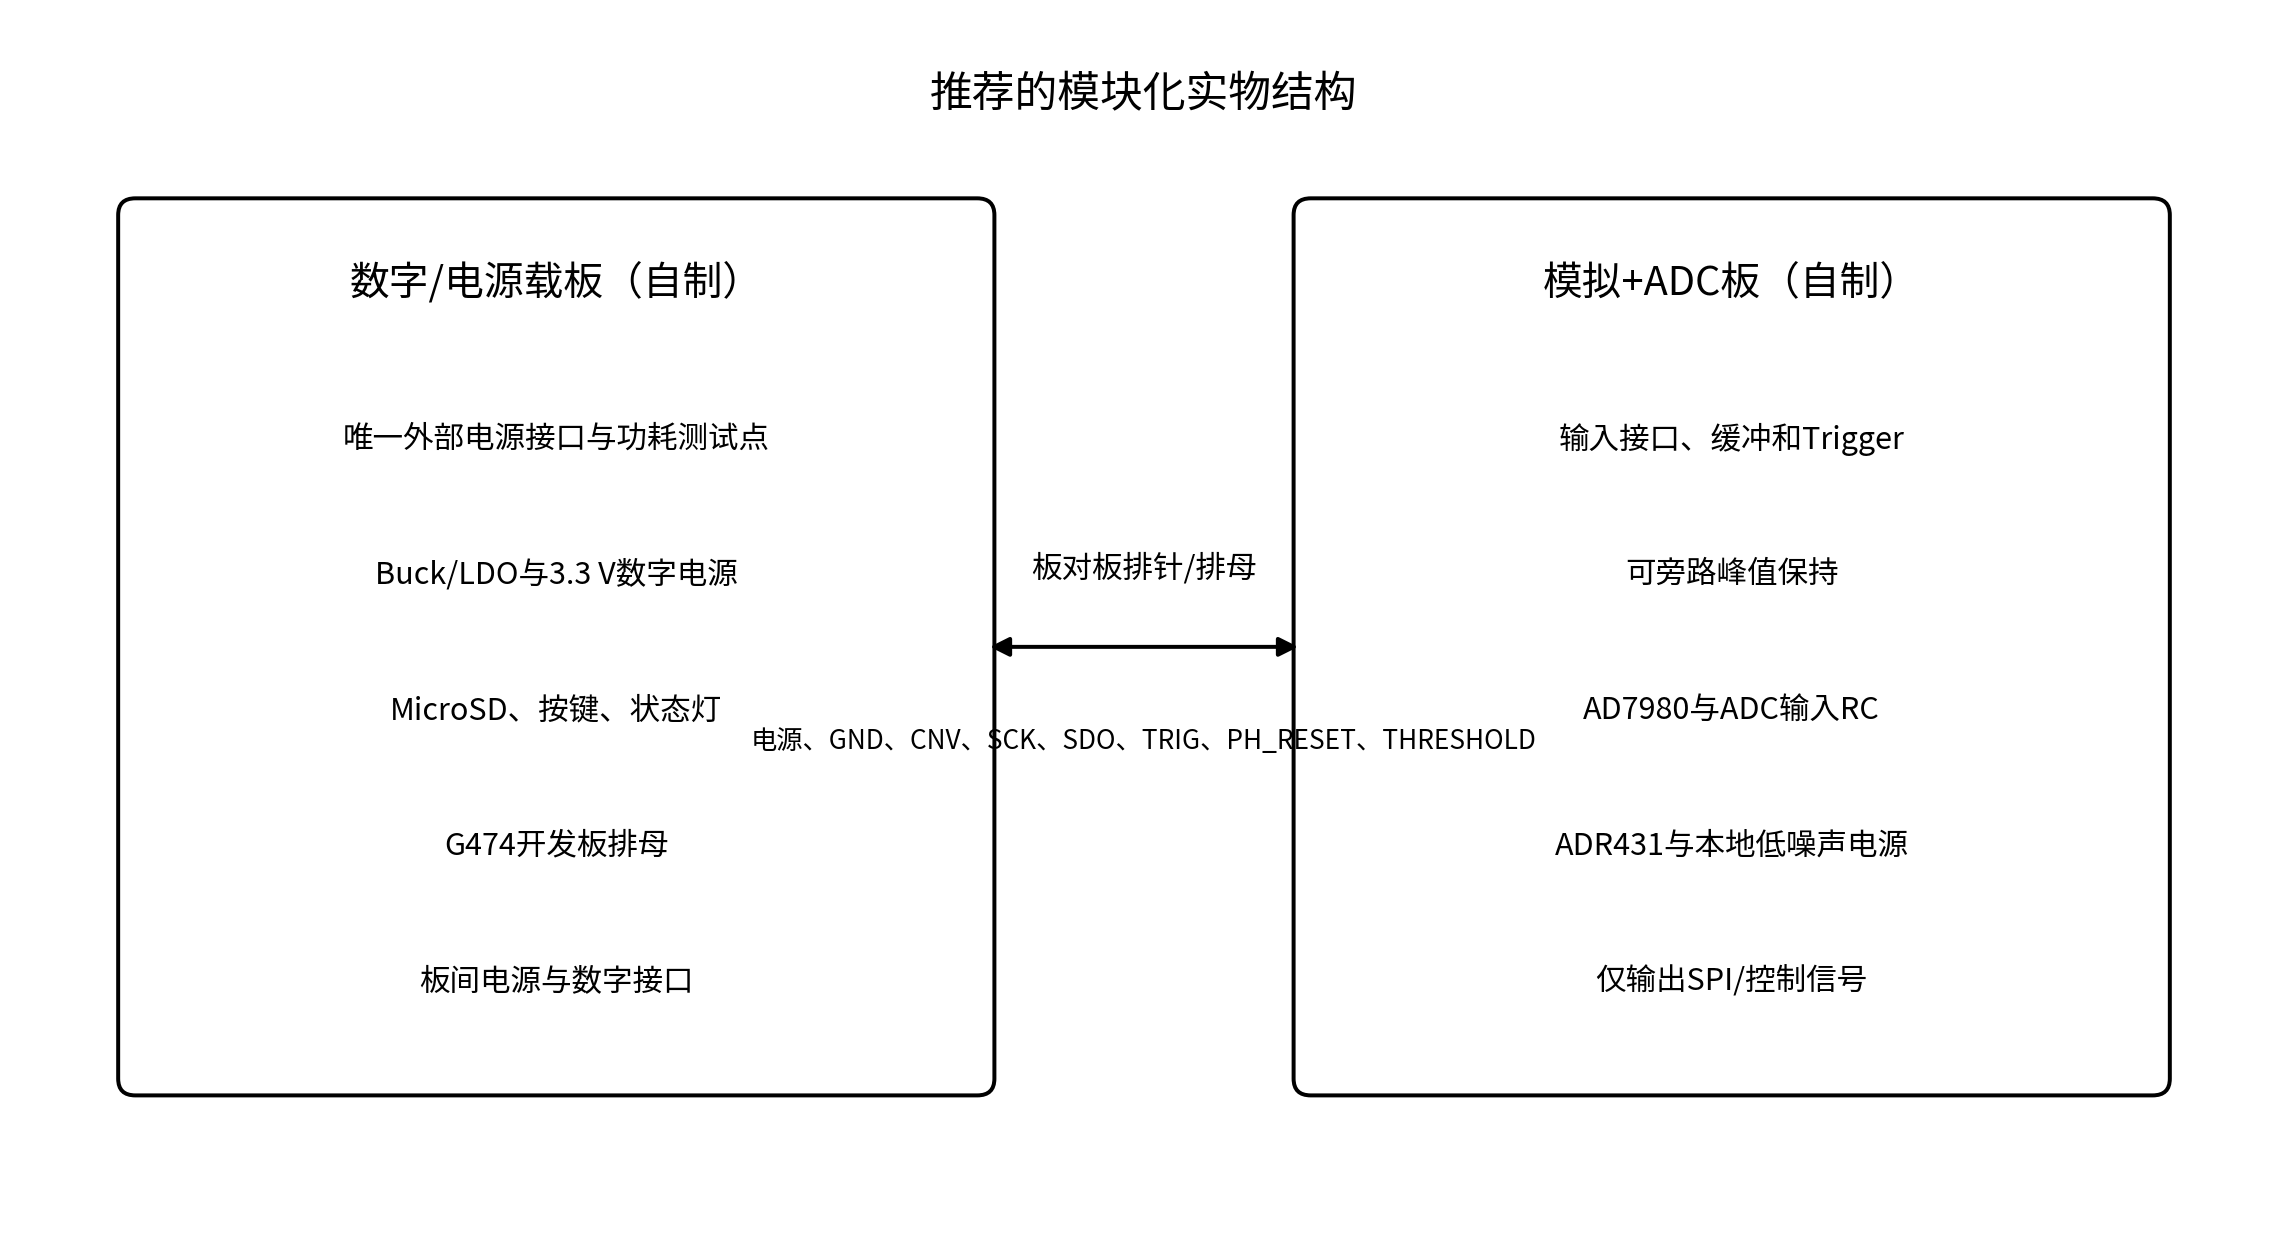 推荐的模块化实物结构
数字/电源载板（自制）
唯一外部电源接口与功耗测试点
Buck/LDO与3.3 V数字电源
MicroSD、按键、状态灯
G474开发板排母
板间电源与数字接口
板对板排针/排母
电源、GND、CNV、SCK、SDO、TRIG、PH_RESET、THRESHOLD
模拟+ADC板（自制）
输入接口、缓冲和Trigger
可旁路峰值保持
AD7980与ADC输入RC
ADR431与本地低噪声电源
仅输出SPI/控制信号